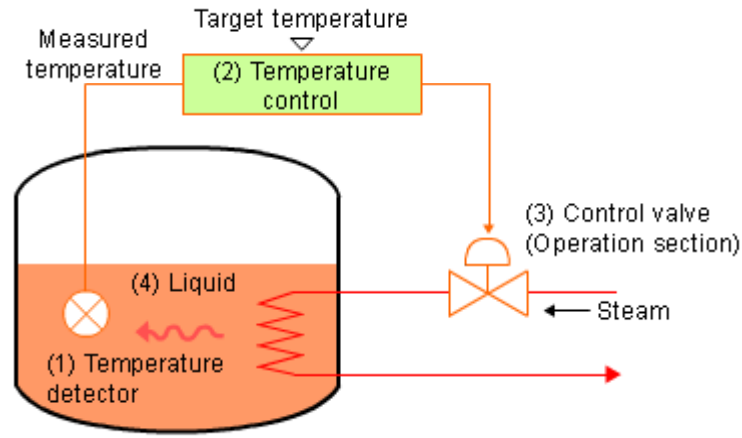 Target temperature
Measured
temperature
(2) Temperature
control
(3) Control valve
(Operation section)
(4) Liquid
Steam
(1) Temperature
detector